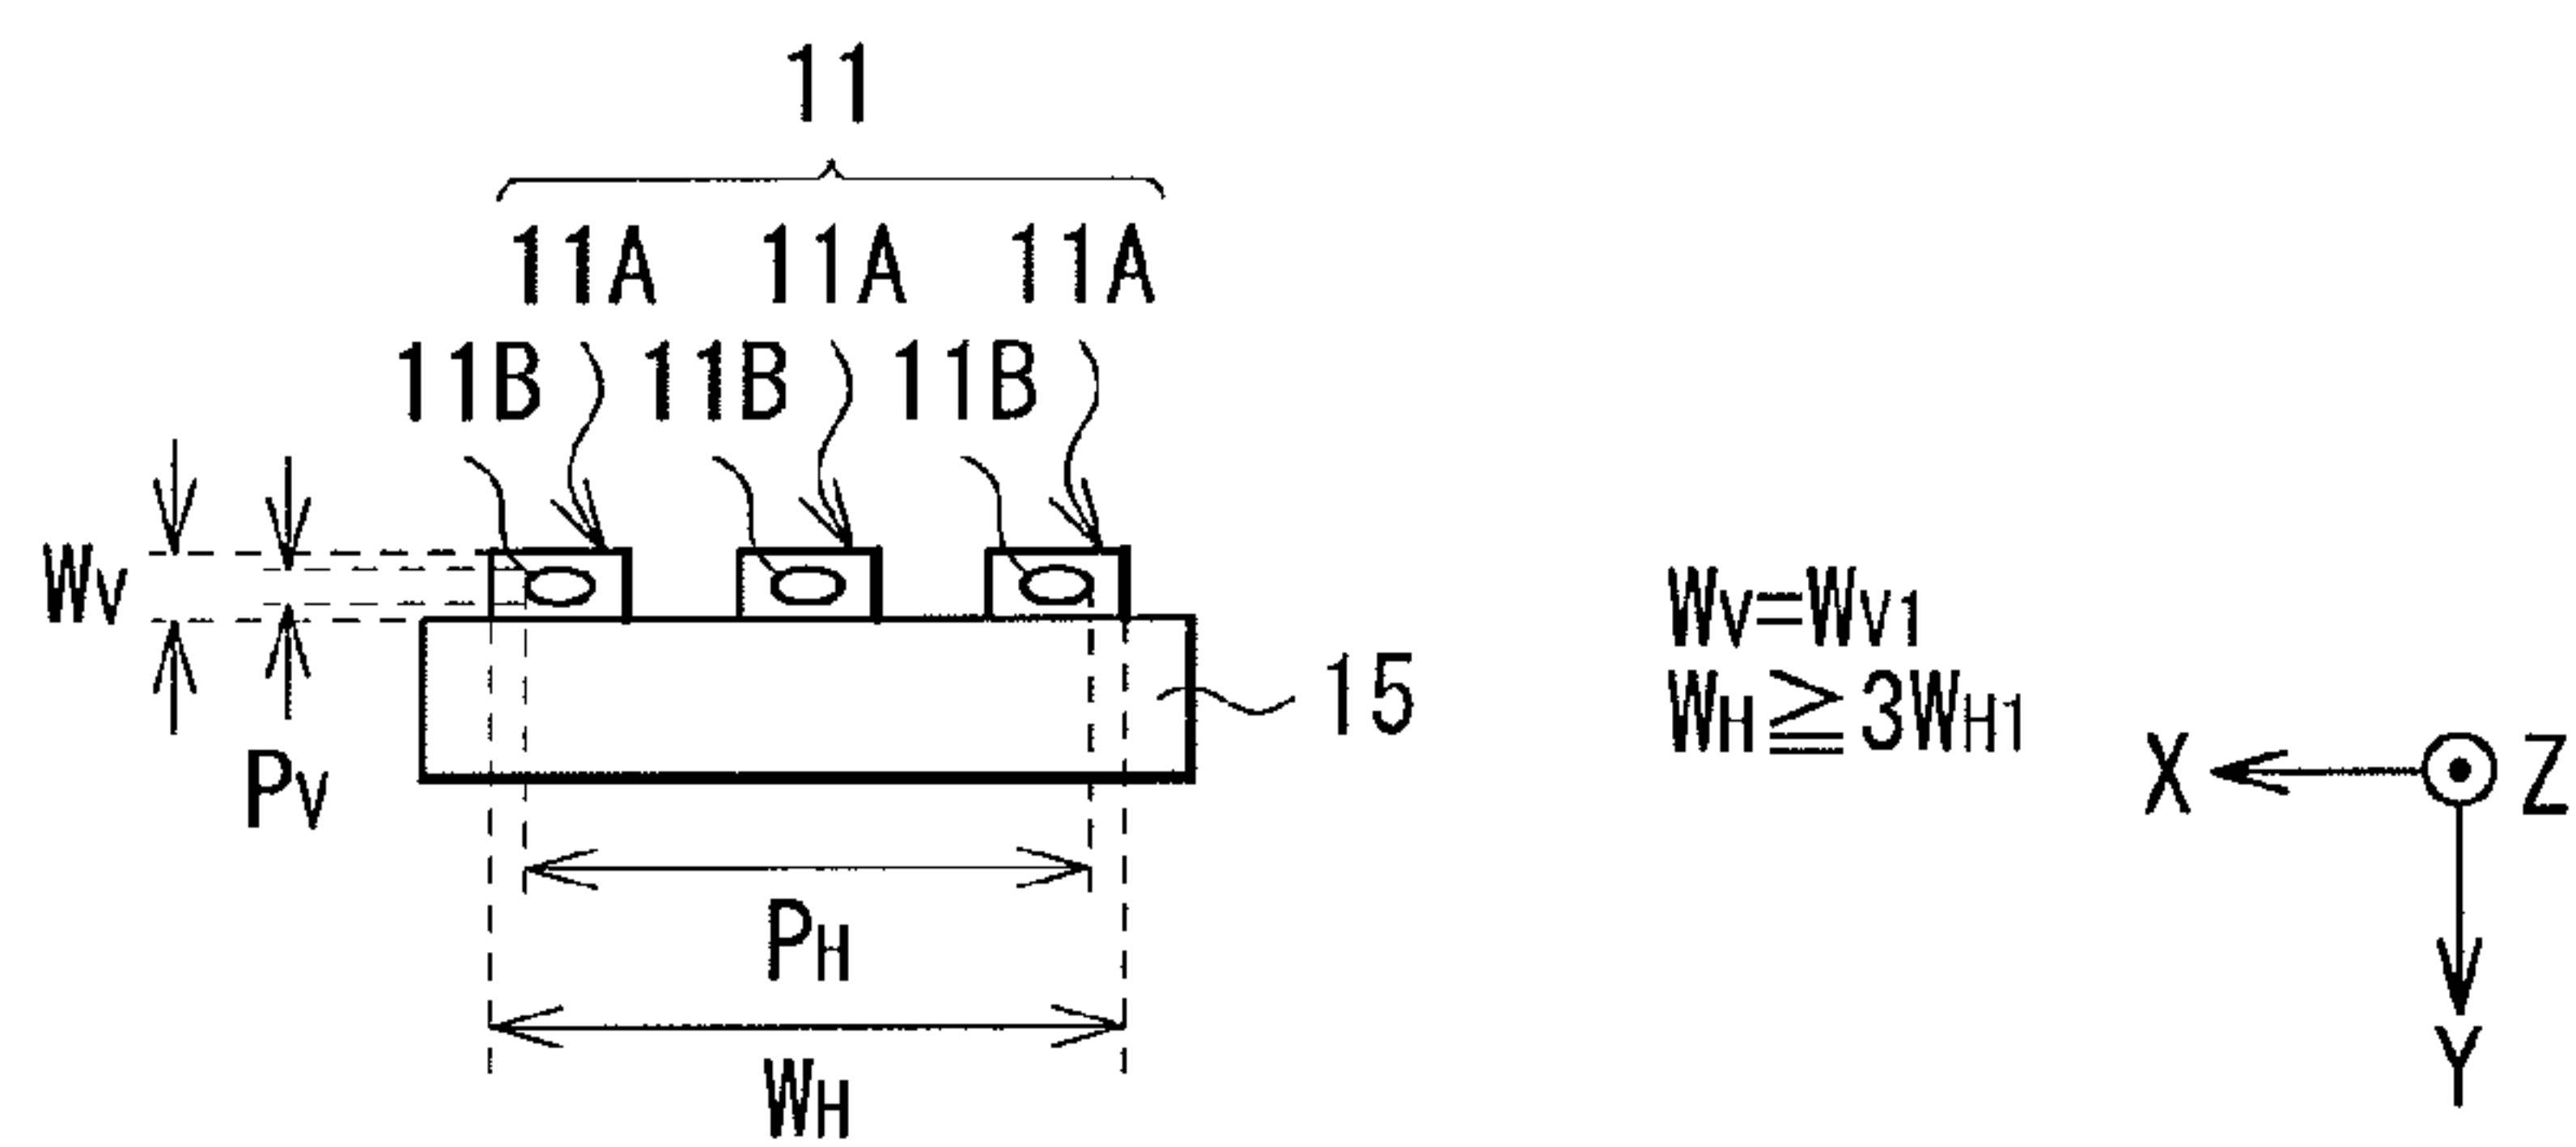 11
11A 11A 11A
11B 11B 11B
WV
PV
15
PH
WH
WV=WV1
WH≧3WH1
X Z
Y